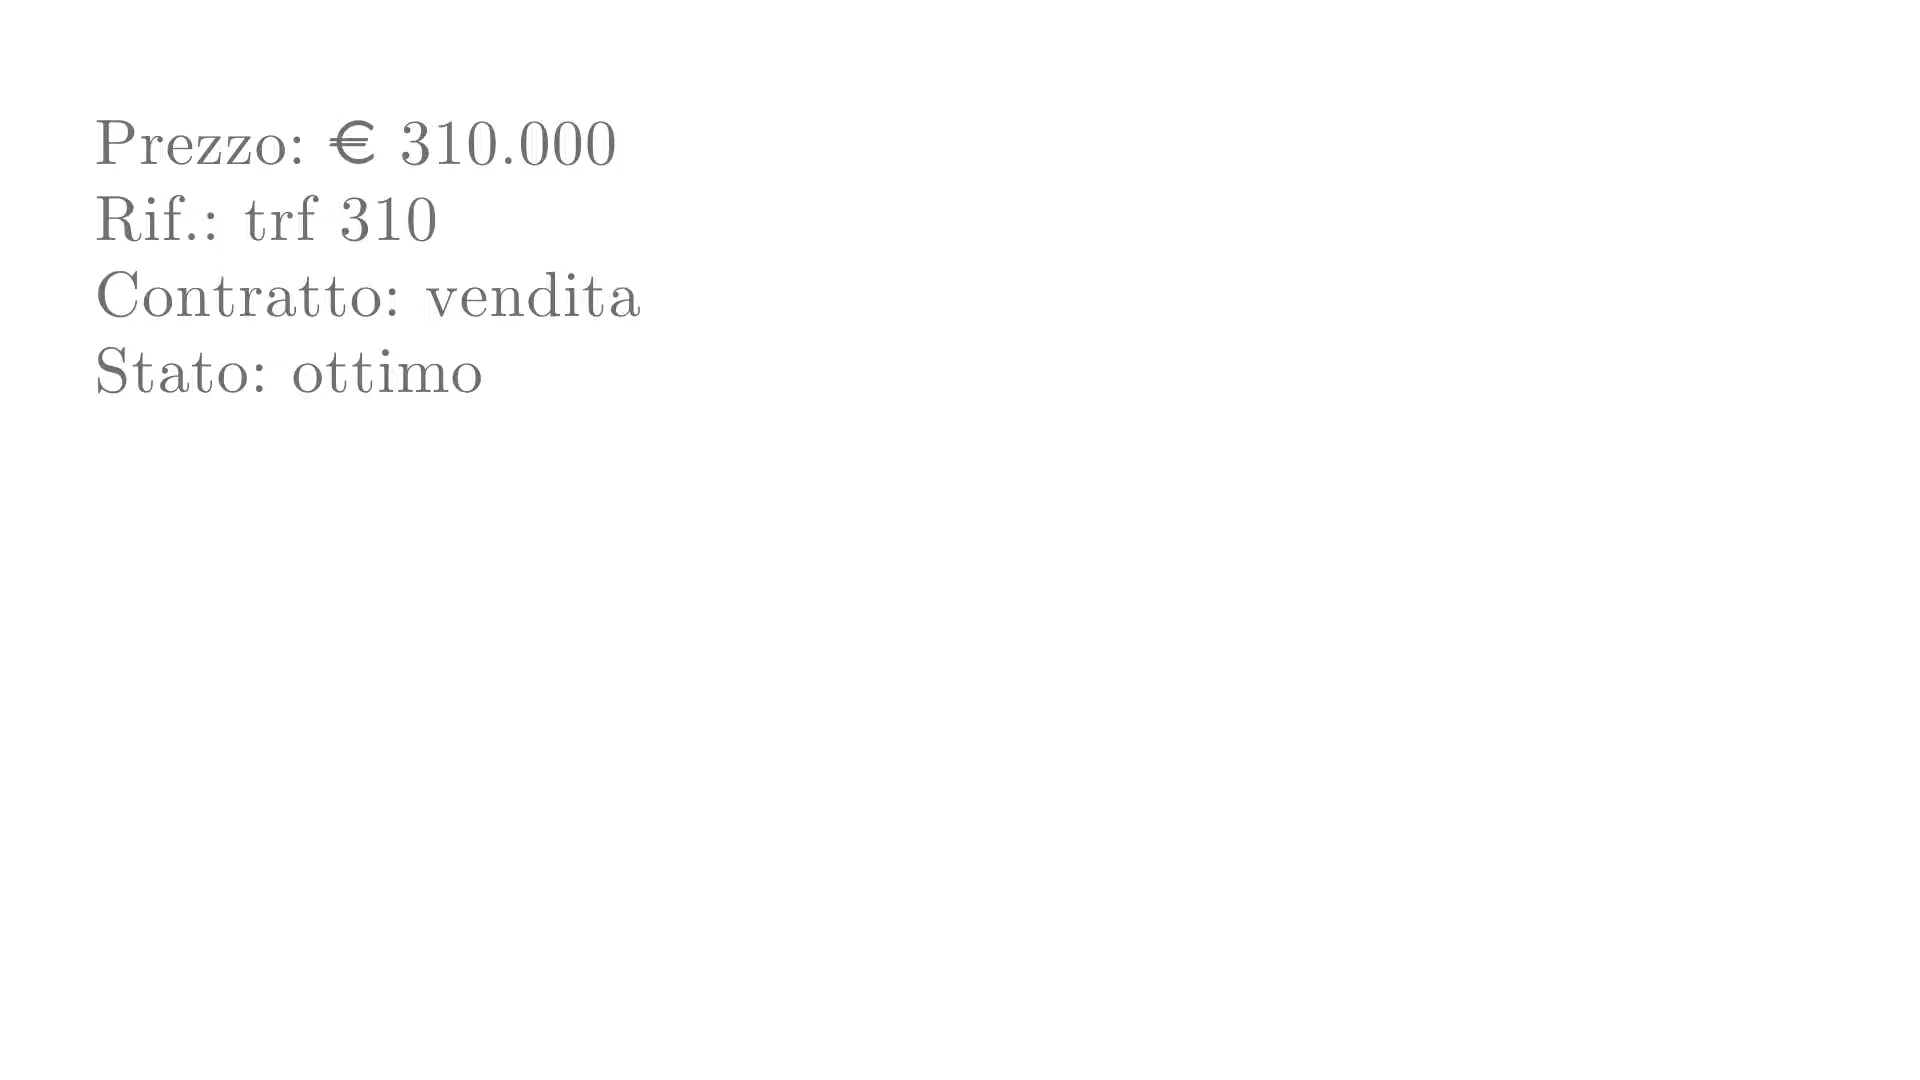 Prezzo: € 310.000
Rif.: trf 310
Contratto: vendita
Stato: ottimo